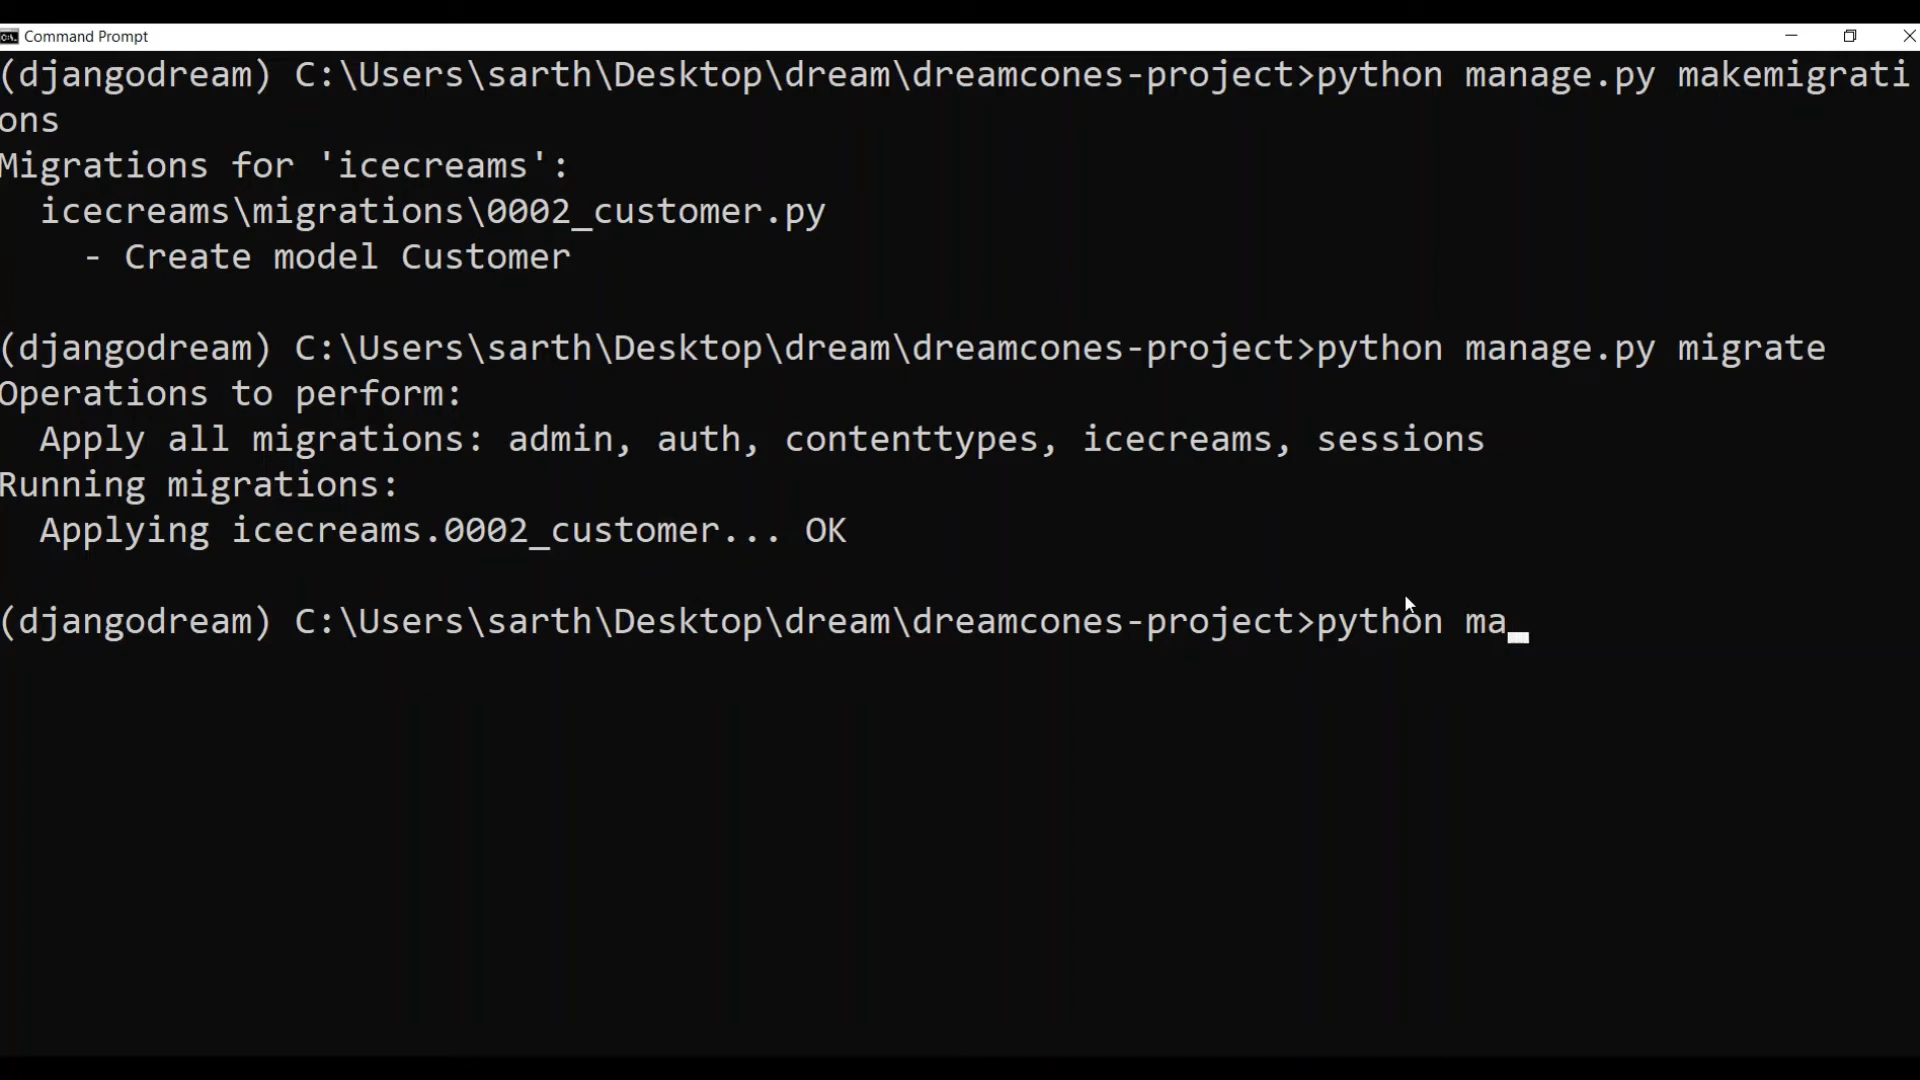 Command Prompt
(djangodream) C:\Users\sarth\Desktop\dream\dreamcones-project>python manage.py makemigrati
ons
Migrations for 'icecreams':
  icecreams\migrations\0002_customer.py
    - Create model Customer
(djangodream) C:\Users\sarth\Desktop\dream\dreamcones-project>python manage.py migrate
Operations to perform:
  Apply all migrations: admin, auth, contenttypes, icecreams, sessions
Running migrations:
  Applying icecreams.0002_customer... OK
(djangodream) C:\Users\sarth\Desktop\dream\dreamcones-project>python ma